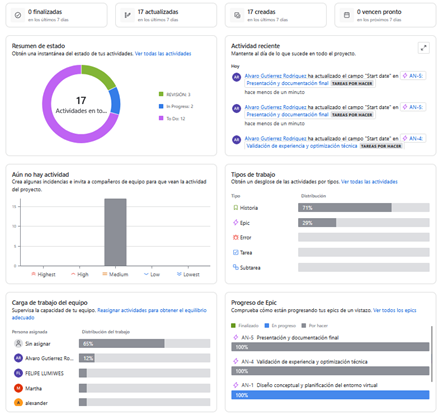 0 finalizadas
en los últimos 7 días
17 actualizadas
en los últimos 7 días
17 creadas
en los últimos 7 días
0 vencen pronto
en los próximos 7 días
Resumen de estado
Obtén una instantánea del estado de tus actividades. Ver todas las actividades
17
Actividades en to...
REVISIÓN: 3
In Progress: 2
To Do: 12
Actividad reciente
Mantente al día de lo que sucede en todo el proyecto.
Hoy
AR Alvaro Gutierrez Rodriquez ha actualizado el campo "Start date" en AN-5:
Presentación y documentación final TAREAS POR HACER
hace menos de un minuto
AR Alvaro Gutierrez Rodriquez ha actualizado el campo "Start date" en AN-5:
Presentación y documentación final TAREAS POR HACER
hace menos de un minuto
AR Alvaro Gutierrez Rodriquez ha actualizado el campo "Start date" en AN-4:
Validación de experiencia y optimización técnica TAREAS POR HACER
Aún no hay actividad
Crea algunas incidencias e invita a compañeros de equipo para que vean la actividad
del proyecto.
Highest
High
Medium
Low
Lowest
Tipos de trabajo
Obtén un desglose de las actividades por tipos. Ver todas las actividades
Tipo
Distribución
Historia
71%
Epic
29%
Error
Tarea
Subtarea
Carga de trabajo del equipo
Supervisa la capacidad de tu equipo. Reasignar actividades para obtener el equilibrio
adecuado
Persona asignada
Distribución del trabajo
Sin asignar
85%
Alvaro Gutierrez Ro...
12%
FELIPE LUMIWES
Martha
alexander
Progreso de Epic
Comprueba cómo están progresando tus epics de un vistazo. Ver todos los epics
Finalizado
En progreso
Por hacer
AN-5 Presentación y documentación final
100%
AN-4 Validación de experiencia y optimización técnica
100%
AN-1 Diseño conceptual y planificación del entorno virtual
100%